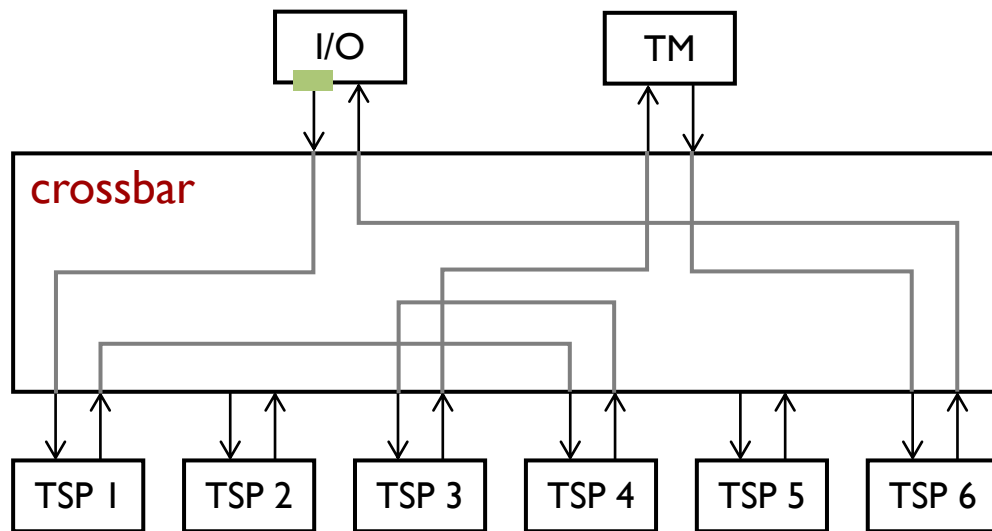 I/O
TM
crossbar
TSP 1
TSP 2
TSP 3
TSP 4
TSP 5
TSP 6